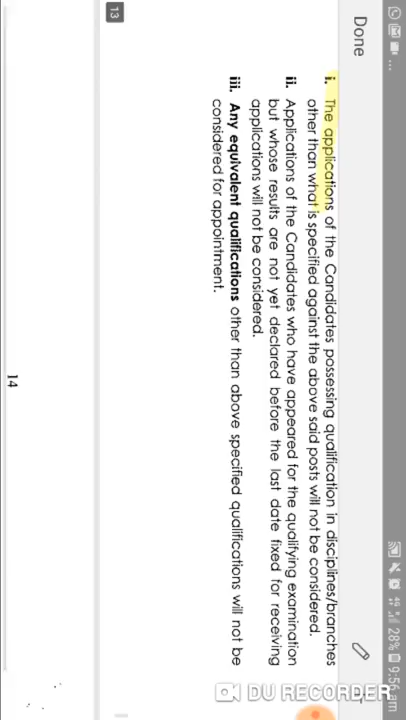 28% 9:56 am
Done
i. The applications of the Candidates possessing qualification in disciplines/branches
other than what is specified against the above said posts will not be considered.
ii. Applications of the Candidates who have appeared for the qualifying examination
but whose results are not yet declared before the last date fixed for receiving
applications will not be considered.
iii. Any equivalent qualifications other than above specified qualifications will not be
considered for appointment.
13
14
DU RECORDER